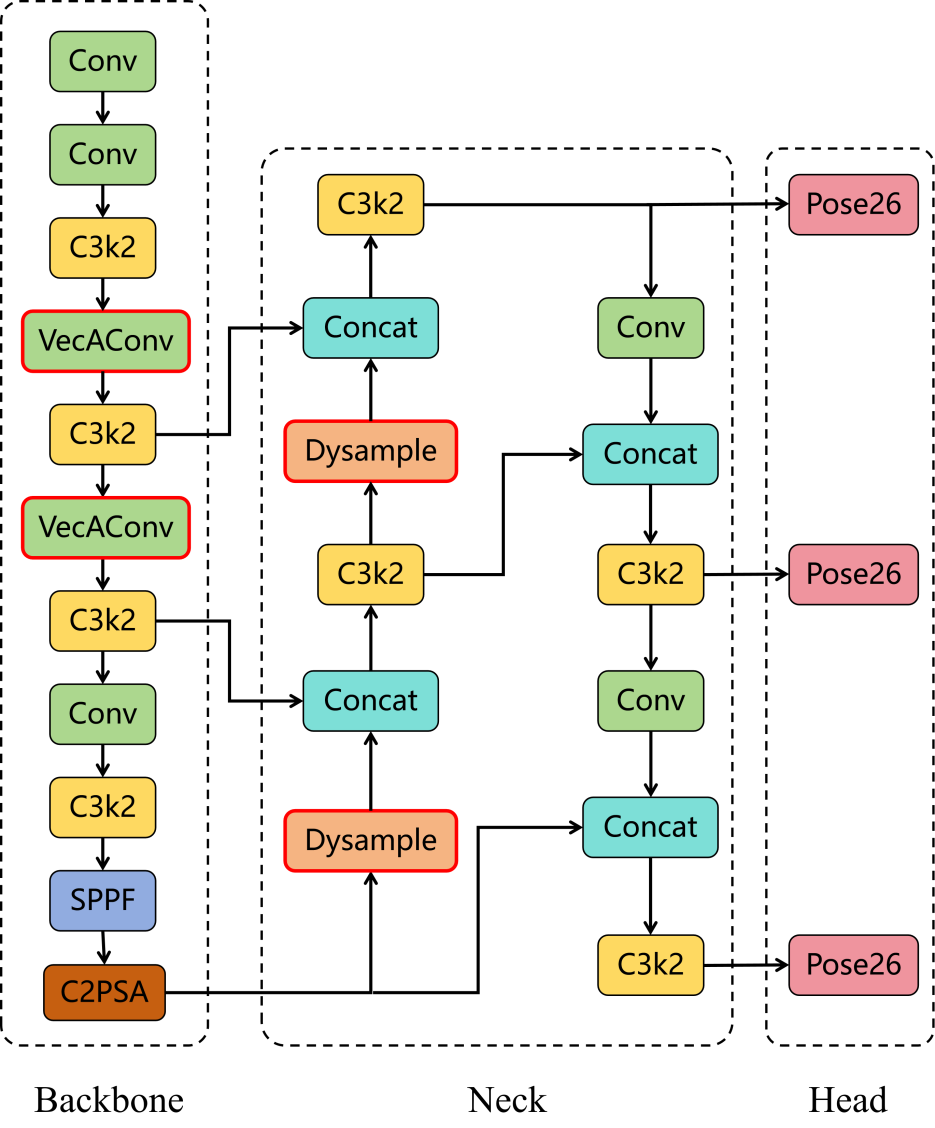 Conv
Conv
C3k2
VecAConv
C3k2
VecAConv
C3k2
Conv
C3k2
SPPF
C2PSA
Backbone
C3k2
Concat
Dysample
C3k2
Concat
Dysample
Conv
Concat
C3k2
Conv
Concat
C3k2
Neck
Pose26
Pose26
Pose26
Head